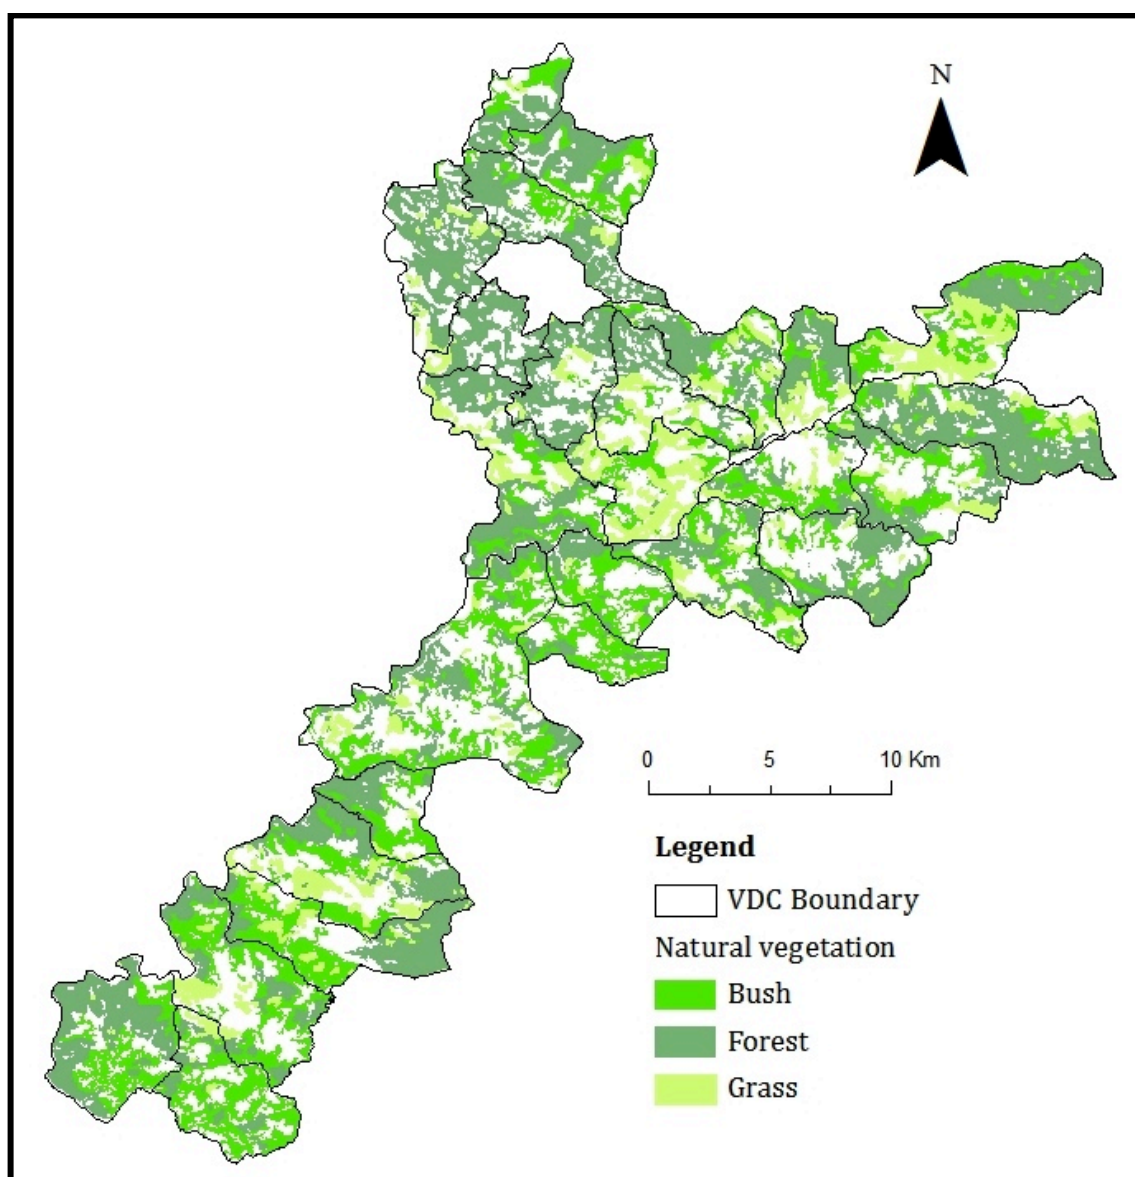 N
0 5 10 Km
Legend
VDC Boundary
Natural vegetation
Bush
Forest
Grass